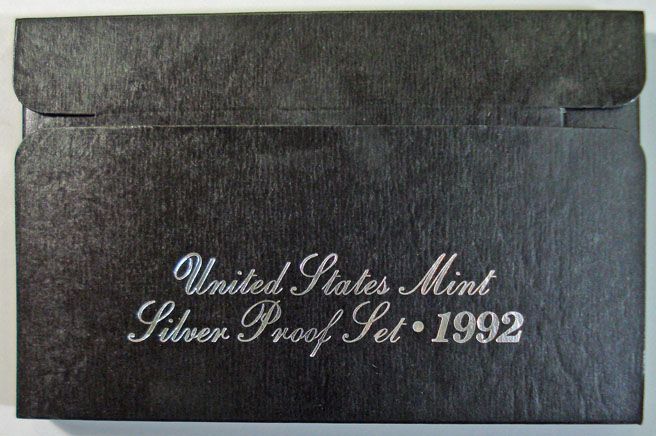 United States Mint
Silver Proof Set • 1992